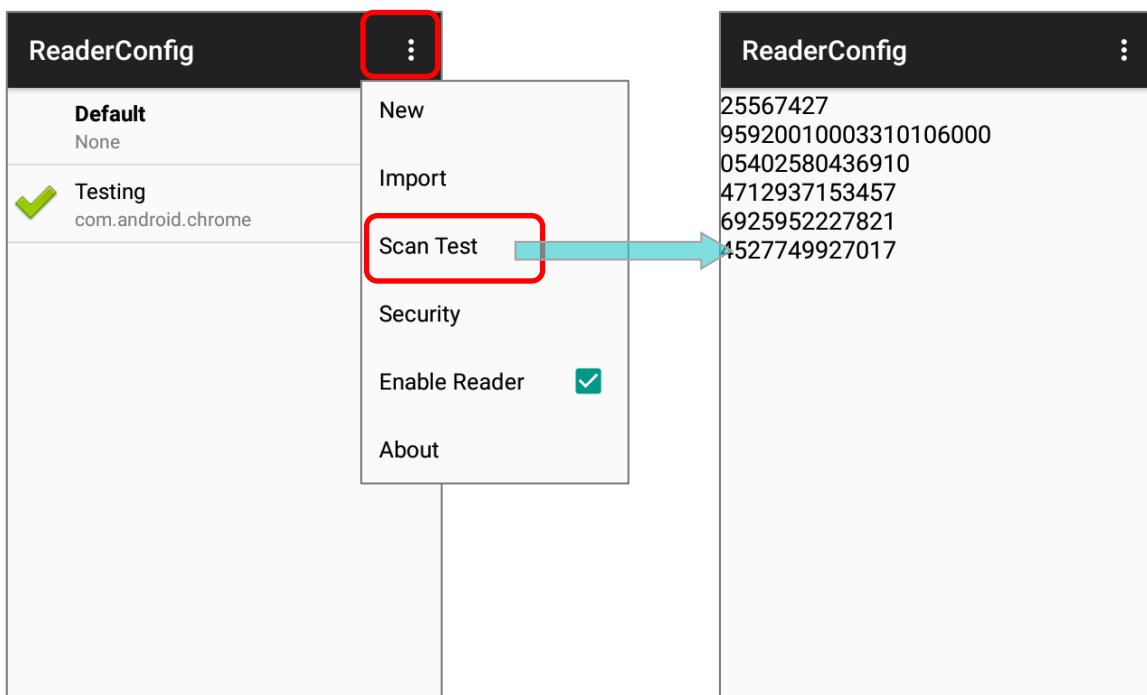 ReaderConfig
Default
None
Testing
com.android.chrome
New
Import
Scan Test
Security
Enable Reader
About
ReaderConfig
25567427
95920010003310106000
05402580436910
4712937153457
6925952227821
4527749927017